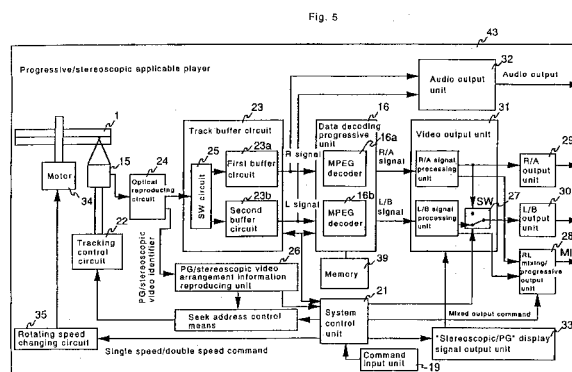 Fig. 5
43
Progressive/stereoscopic applicable player
32
Audio output unit
Audio output
1
23
16
31
Track buffer circuit
Data decoding progressive unit
Video output unit
15
24
25
23a
16a
R signal
R/A signal
29
Motor
34
Optical reproducing circuit
SW circuit
First buffer circuit
MPEG decoder
R/A signal precessing unit
R/A output unit
23b
16b
SW
27
30
L signal
L/B signal
22
Second buffer circuit
MPEG decoder
L/B signal precessing unit
L/B output unit
28
Tracking control circuit
PG/stereoscopic video identifier
26
39
RL mixing/progressive output unit
MI
PG/stereoscopic video arrangement information reproducing unit
Memory
21
35
Seek address control means
System control unit
Mixed output command
33
Rotating speed changing circuit
Single speed/double speed command
"Stereoscopic/PG" display signal output unit
Command input unit
19